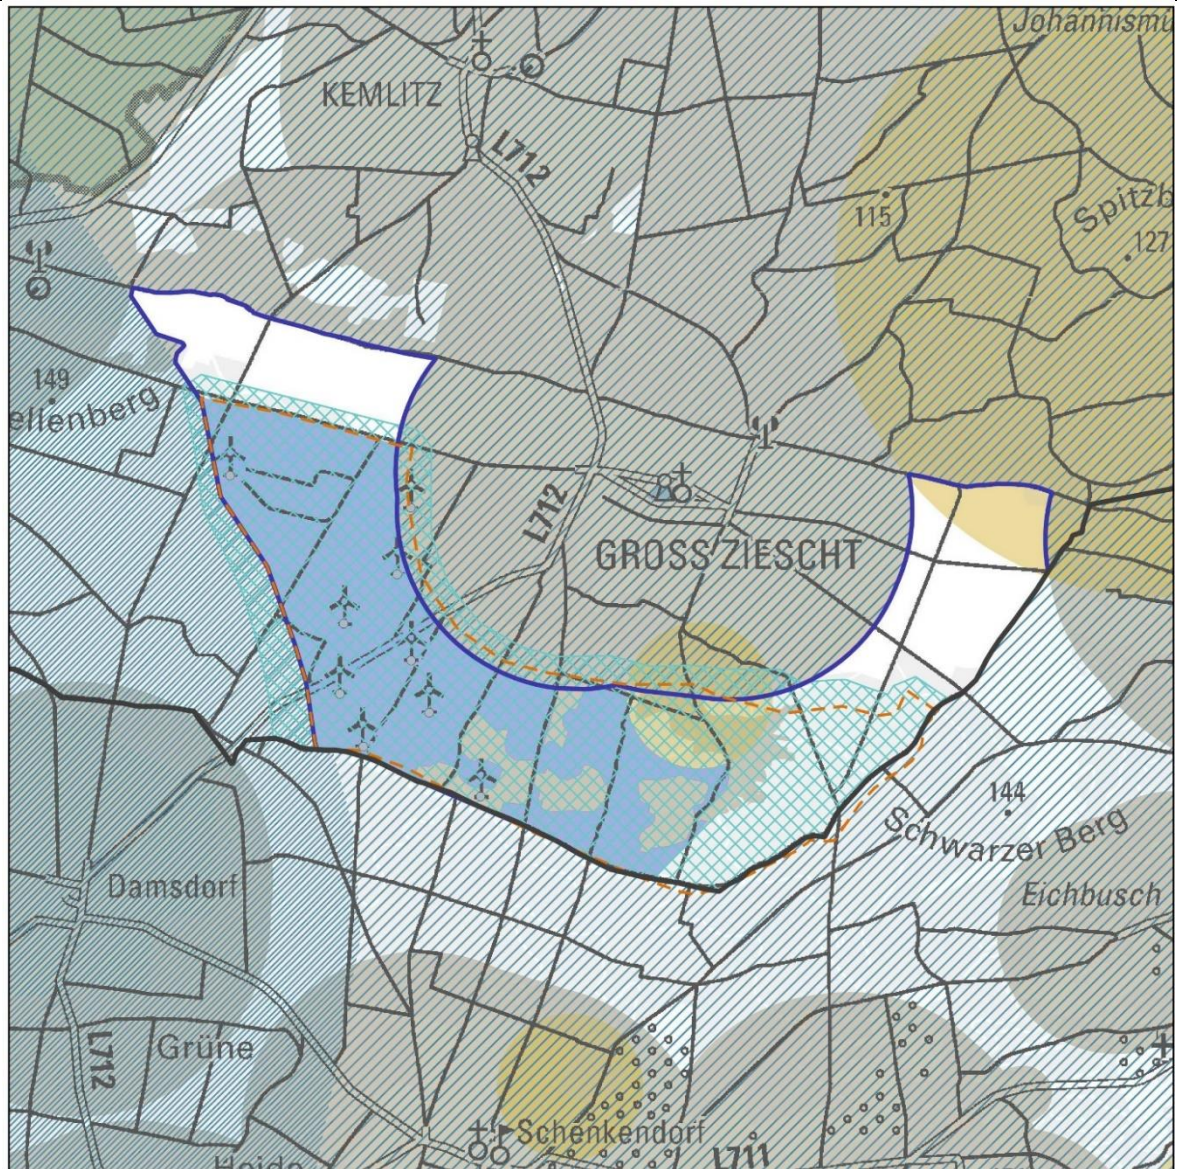 Johannismü
KEMLITZ
L712
115
Spitzb
127
149
ellenberg
L712
GROSS ZIESCHT
144
Schwarzer Berg
Damsdorf
Eichbusch
L712
Grüne
Schenkendorf
L711
Heide